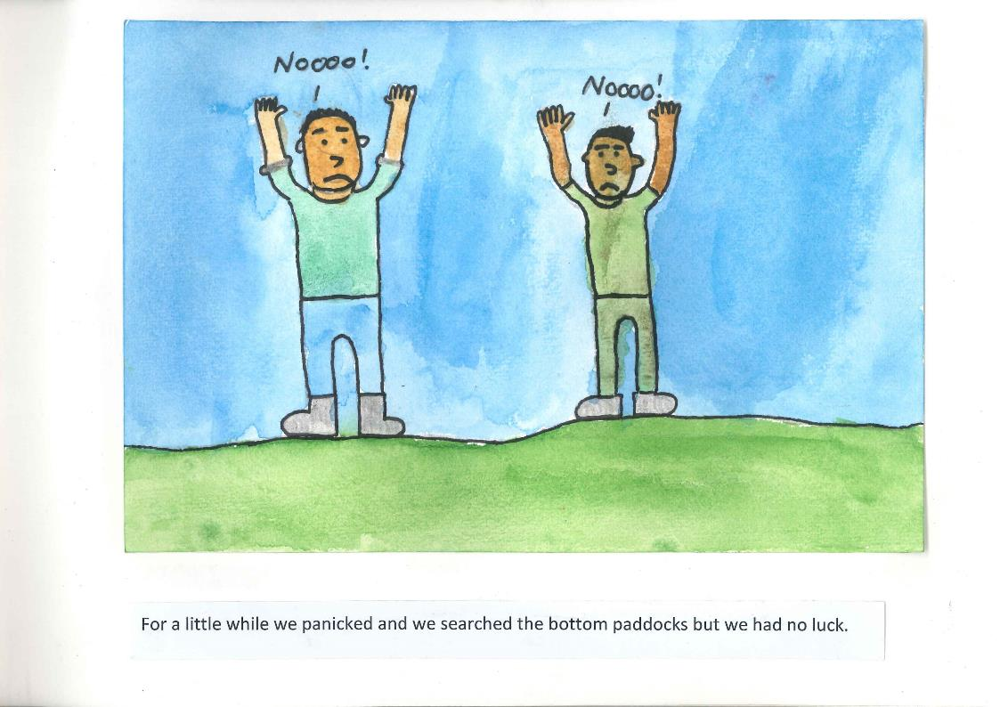 Noooo!
Noooo!
For a little while we panicked and we searched the bottom paddocks but we had no luck.